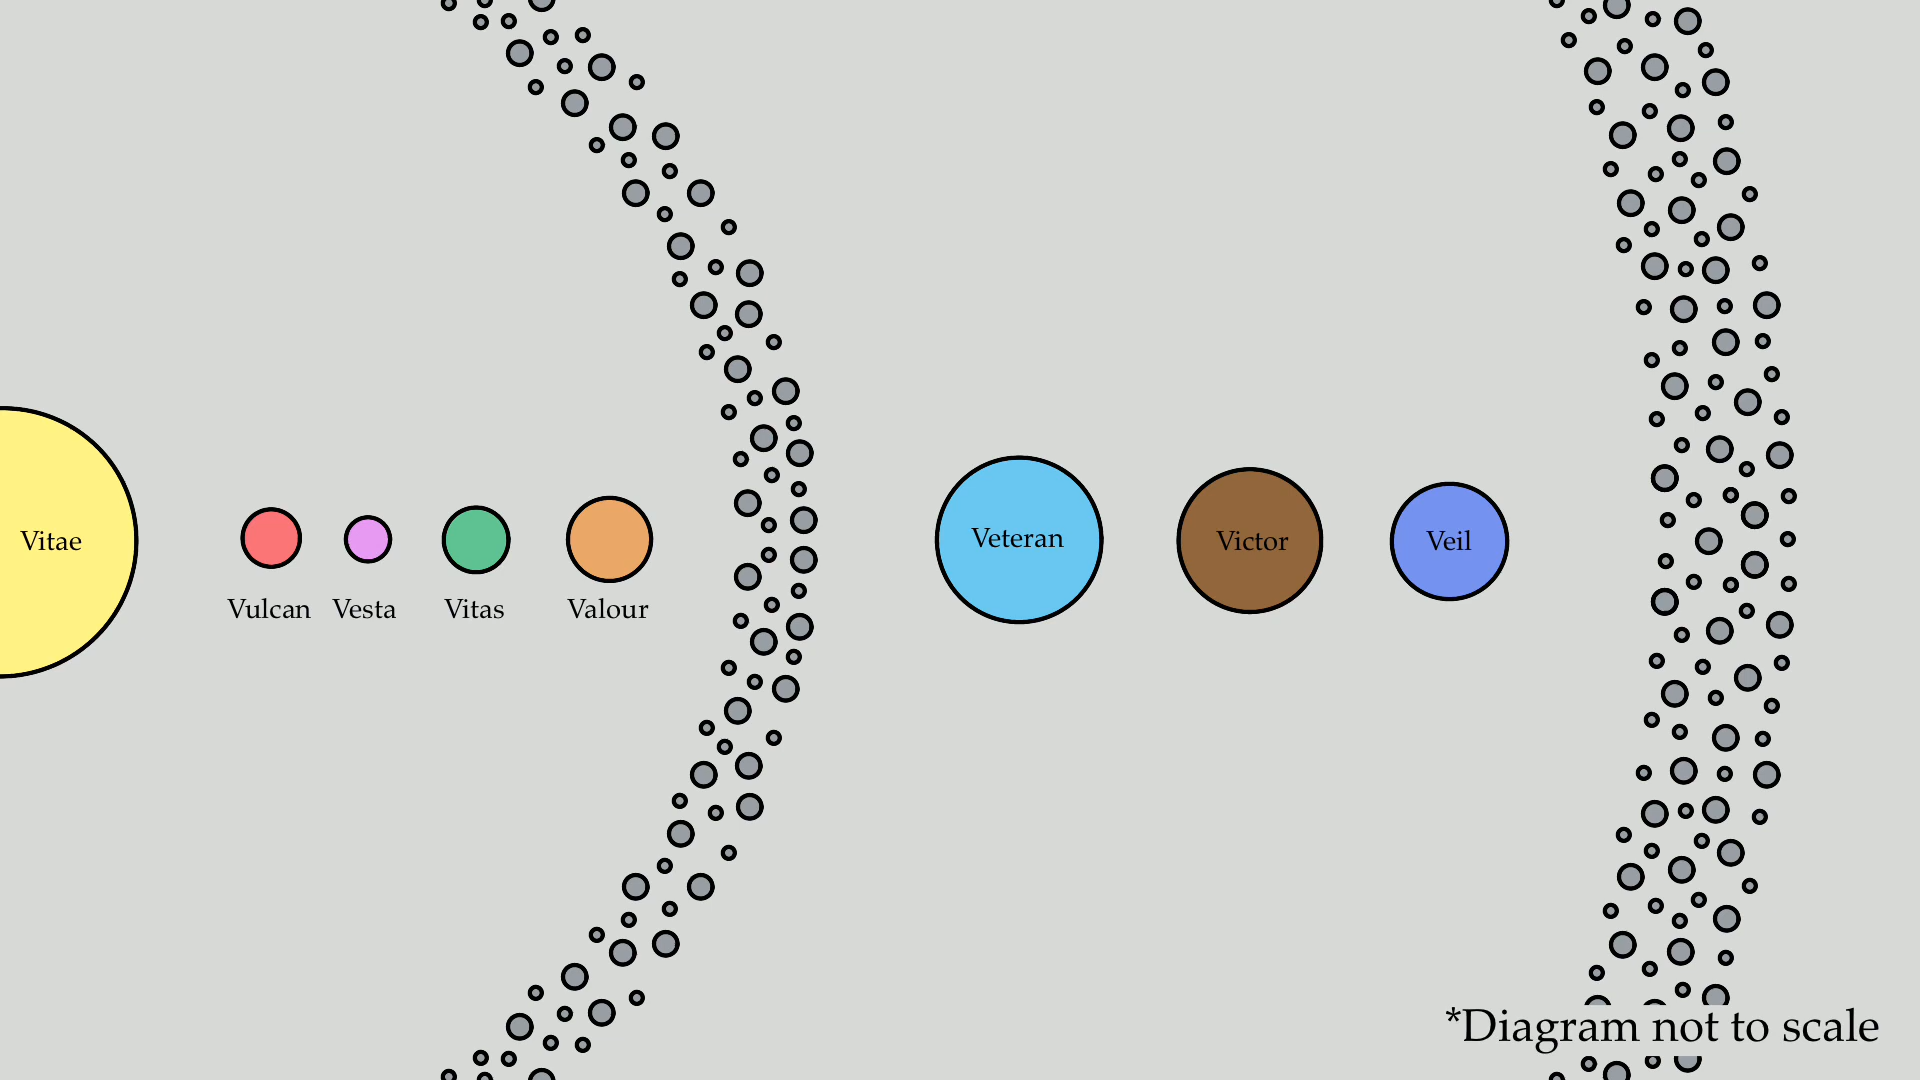 Vitae
Vulcan
Vesta
Vitas
Valour
Veteran
Victor
Veil
*Diagram not to scale